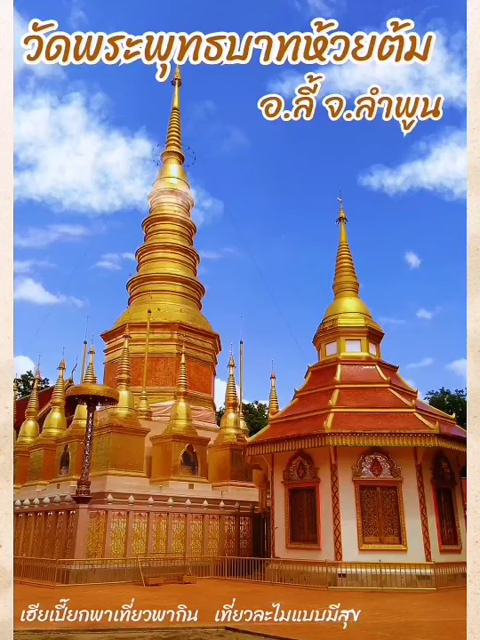 วัดพระพุทธบาทห้วยต้ม
อ.ลี้ จ.ลำพูน
เฮียเปี๊ยกพาเที่ยวพากิน เที่ยวละไมแบบมีสุข